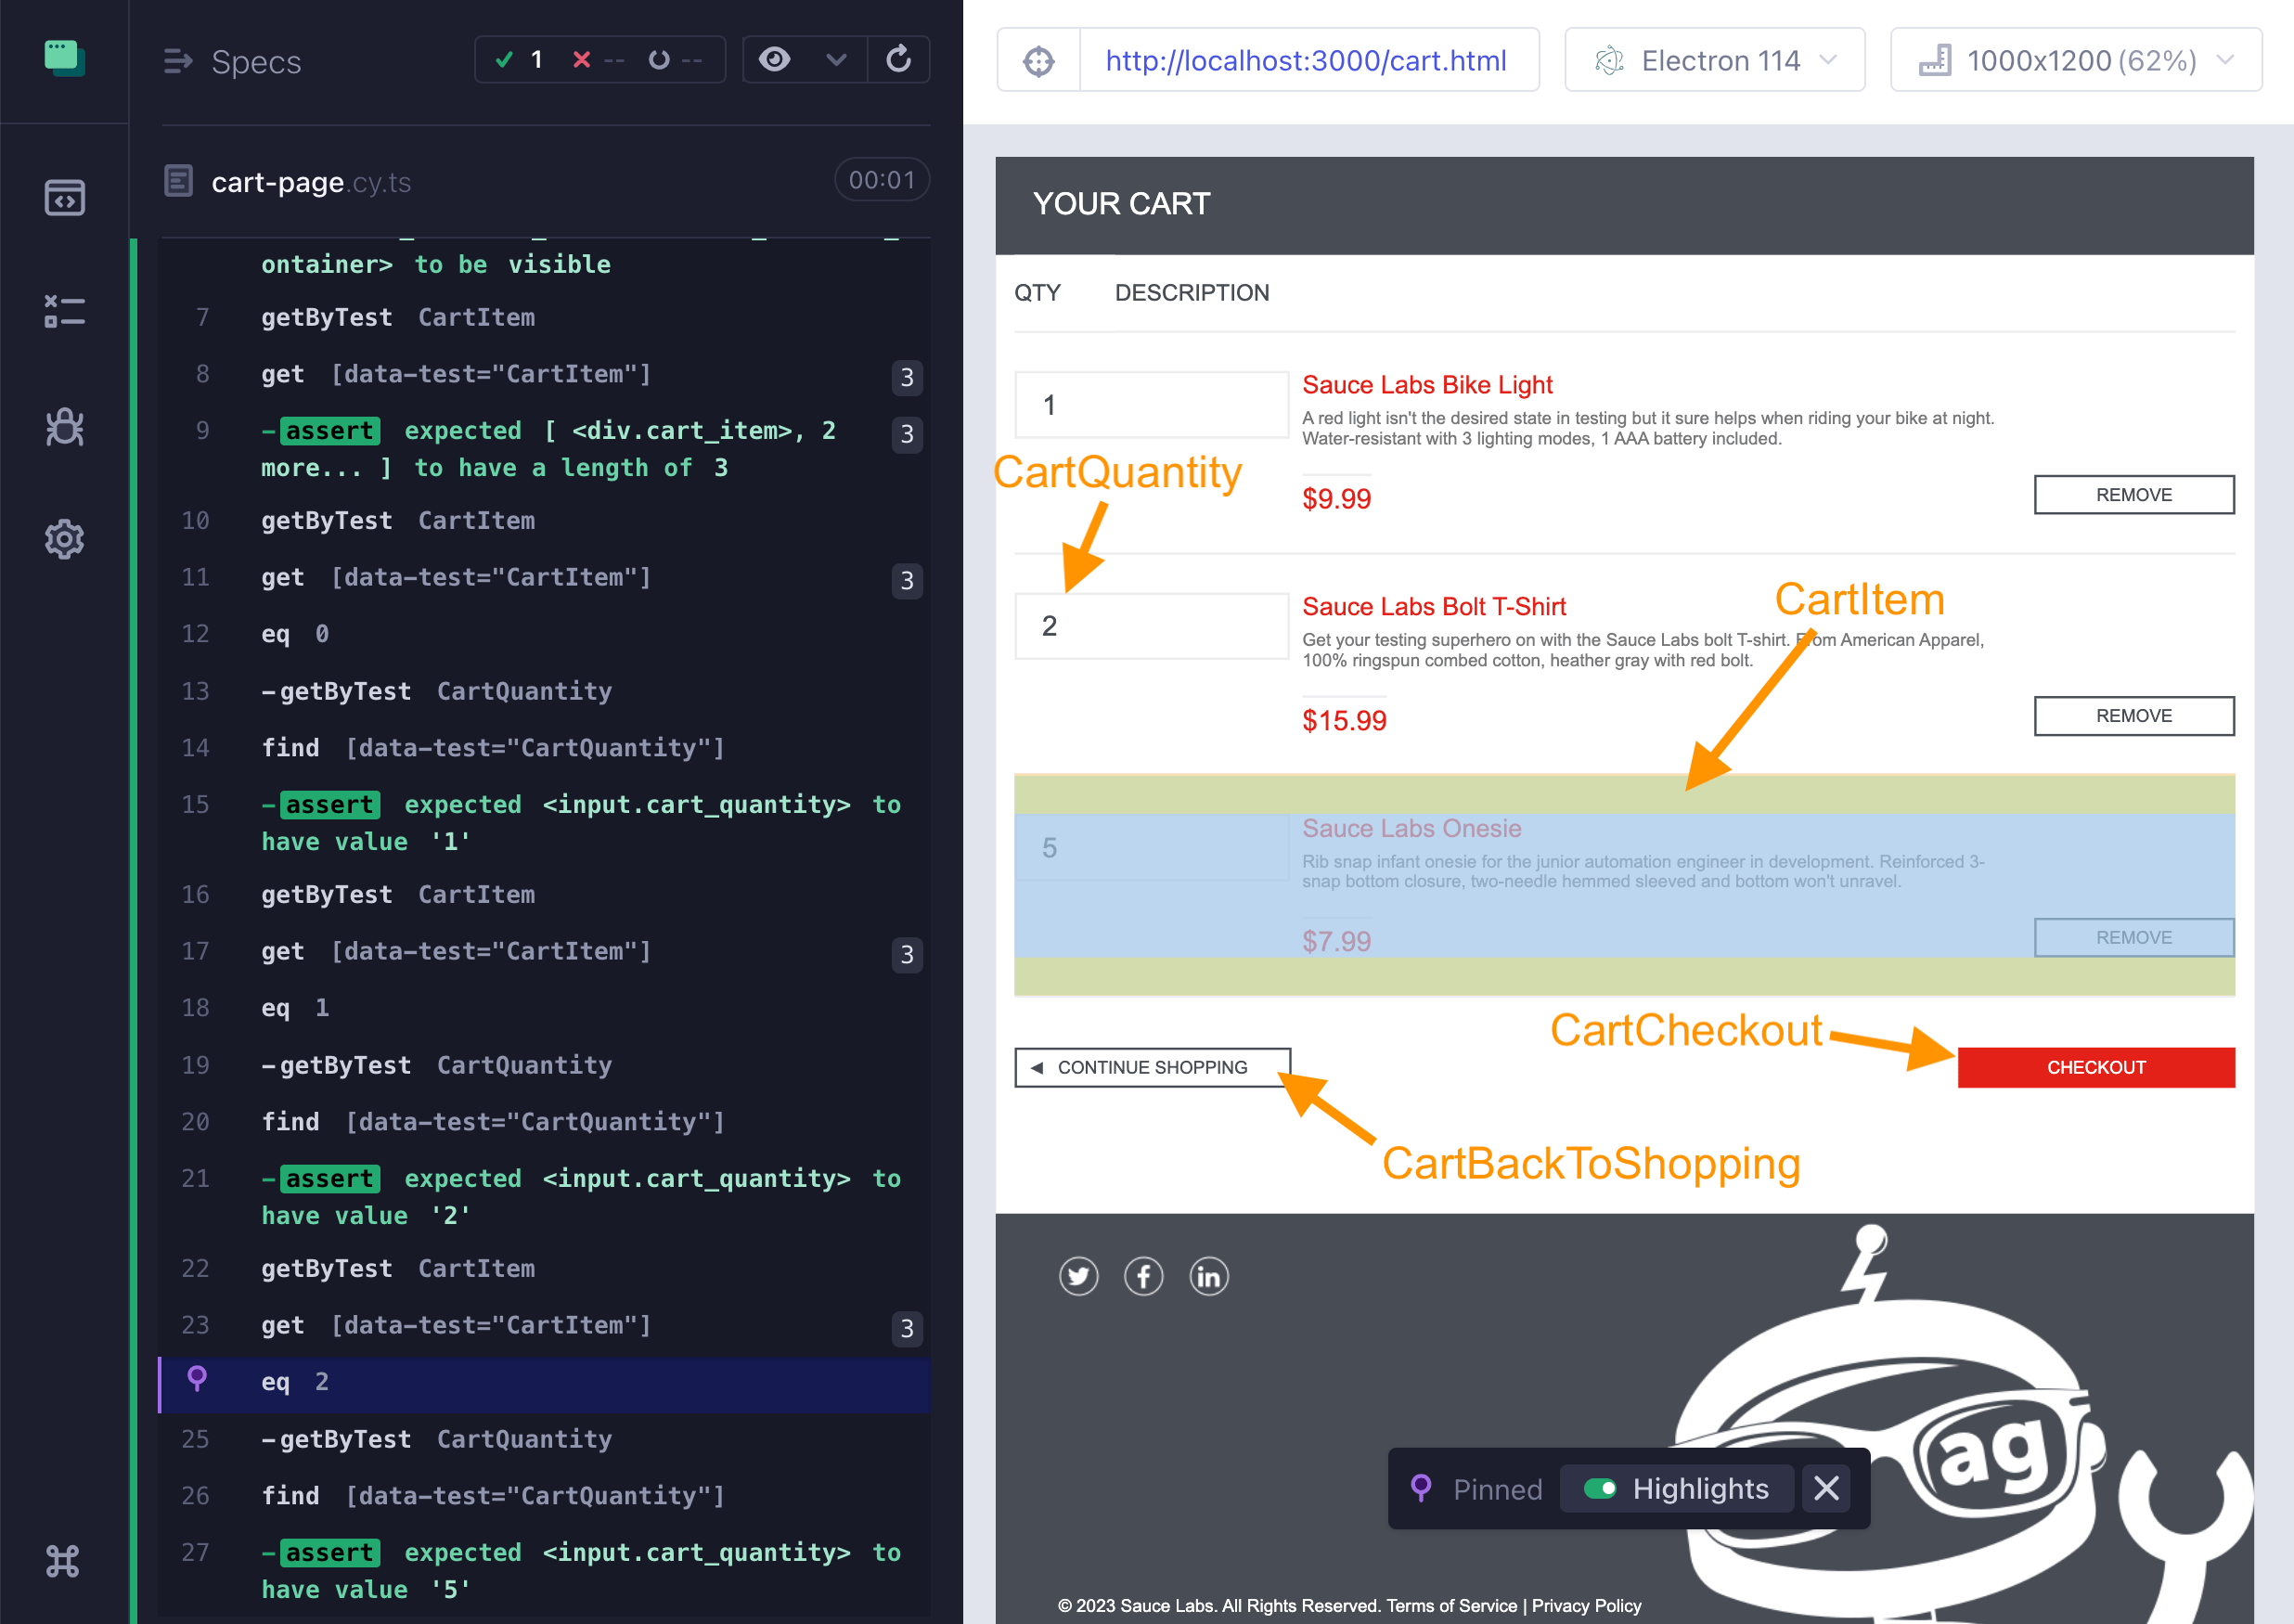 Specs
1
--
--
cart-page.cy.ts
00:01
ontainer> to be visible
7 getByTest CartItem
8 get [data-test="CartItem"] 3
9 -assert expected [ <div.cart_item>, 2 3
more... ] to have a length of 3
10 getByTest CartItem
11 get [data-test="CartItem"] 3
12 eq 0
13 -getByTest CartQuantity
14 find [data-test="CartQuantity"]
15 -assert expected <input.cart_quantity> to
have value '1'
16 getByTest CartItem
17 get [data-test="CartItem"] 3
18 eq 1
19 -getByTest CartQuantity
20 find [data-test="CartQuantity"]
21 -assert expected <input.cart_quantity> to
have value '2'
22 getByTest CartItem
23 get [data-test="CartItem"] 3
eq 2
25 -getByTest CartQuantity
26 find [data-test="CartQuantity"]
27 -assert expected <input.cart_quantity> to
have value '5'
http://localhost:3000/cart.html
Electron 114
1000x1200 (62%)
YOUR CART
QTY DESCRIPTION
1
Sauce Labs Bike Light
A red light isn't the desired state in testing but it sure helps when riding your bike at night.
Water-resistant with 3 lighting modes, 1 AAA battery included.
CartQuantity
$9.99
REMOVE
CartItem
2
Sauce Labs Bolt T-Shirt
Get your testing superhero on with the Sauce Labs bolt T-shirt. From American Apparel,
100% ringspun combed cotton, heather gray with red bolt.
$15.99
REMOVE
5
Sauce Labs Onesie
Rib snap infant onesie for the junior automation engineer in development. Reinforced 3-
snap bottom closure, two-needle hemmed sleeved and bottom won't unravel.
$7.99
REMOVE
CartCheckout
CONTINUE SHOPPING
CHECKOUT
CartBackToShopping
ag
Pinned
Highlights
© 2023 Sauce Labs. All Rights Reserved. Terms of Service | Privacy Policy